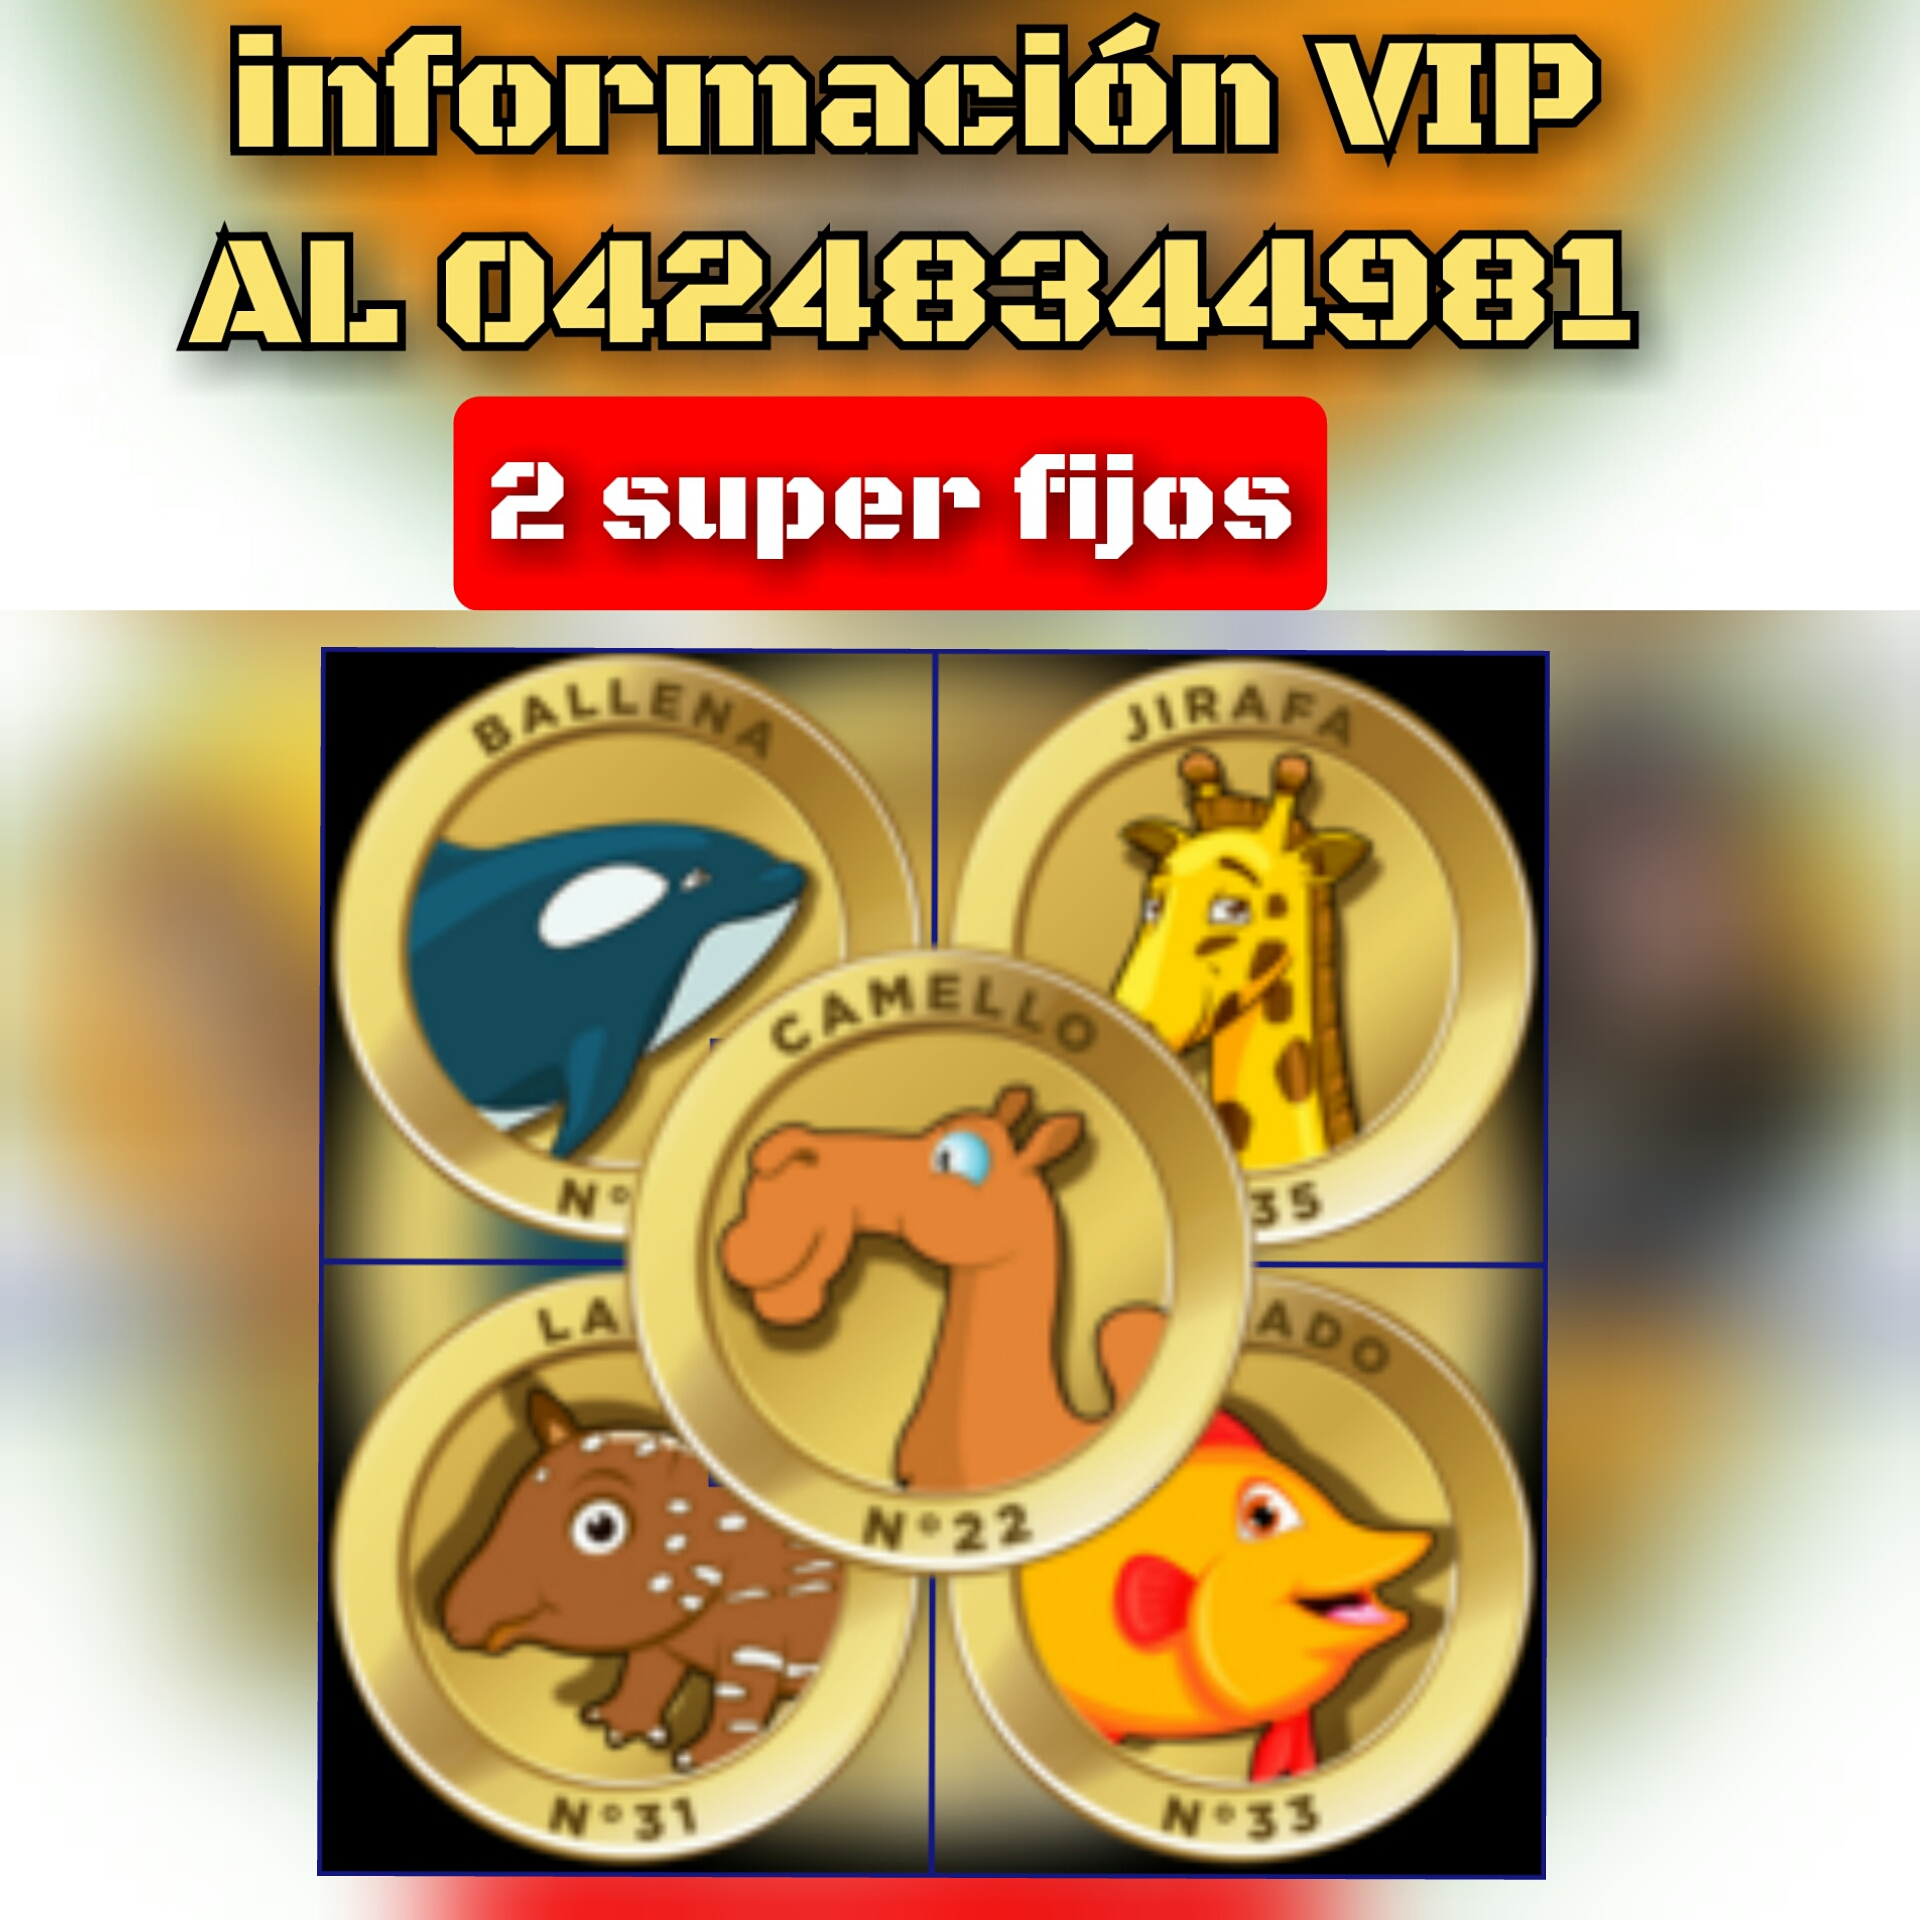 información VIP
AL 04248344981
2 super fijos
BALLENA
JIRAFA
CAMELLO
N°
35
LA
ADO
N°22
N°31
N°33